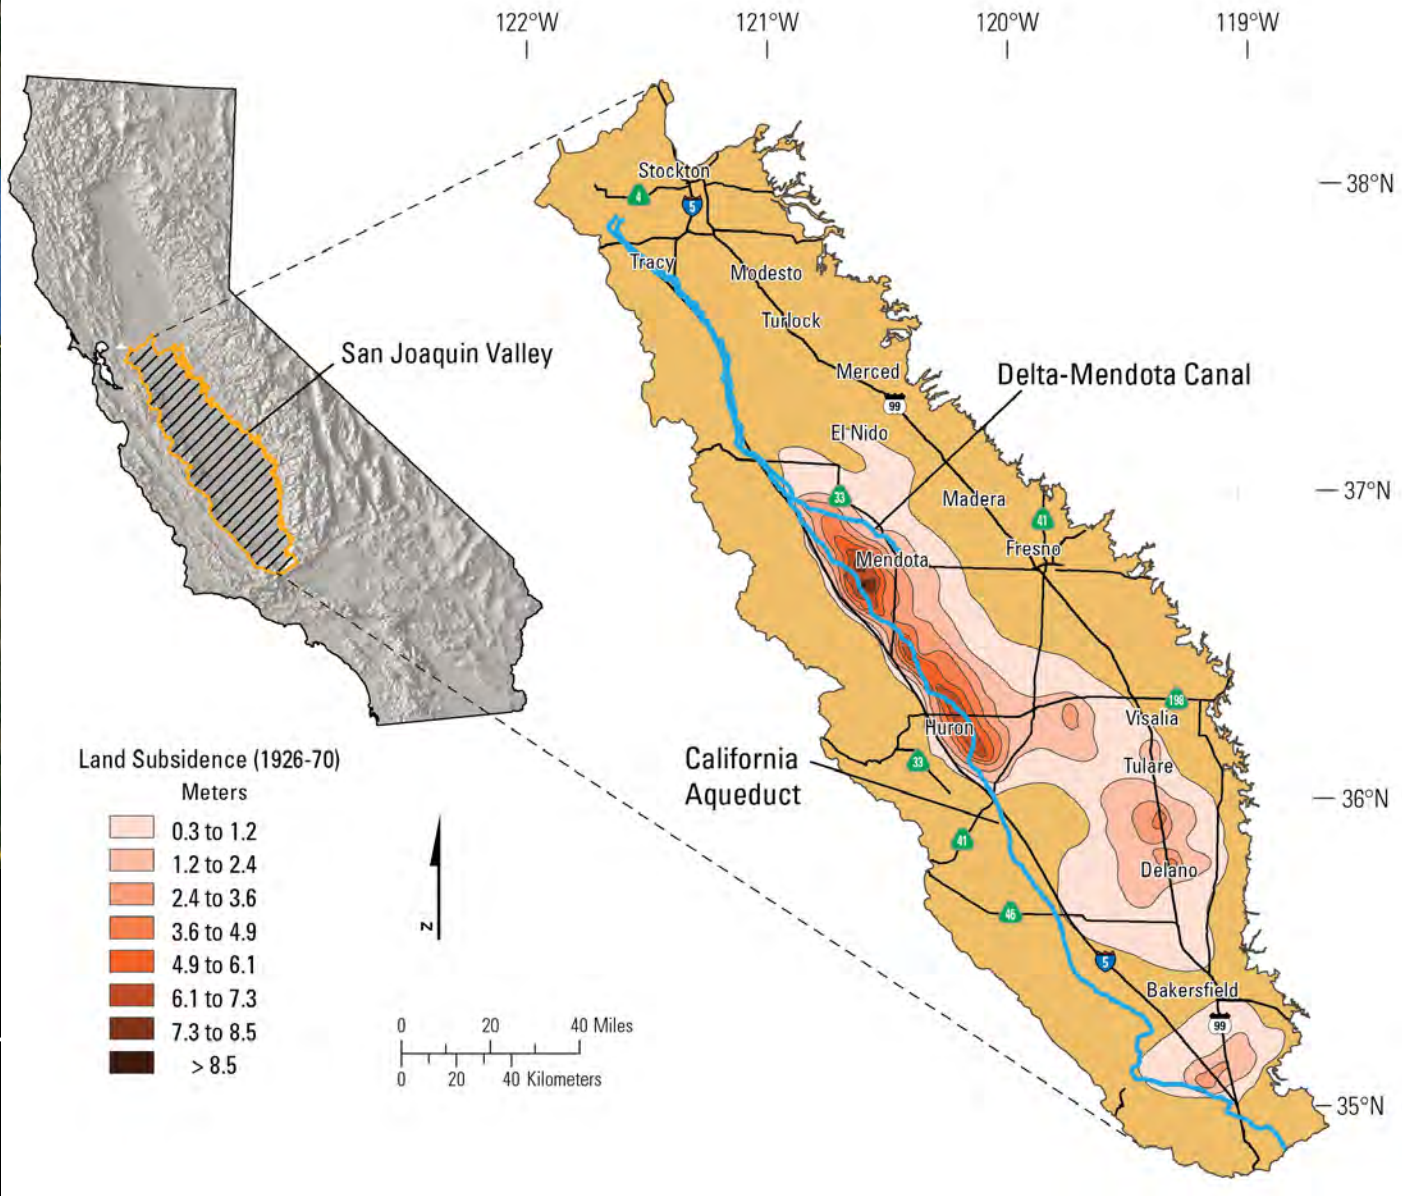 122°W
121°W
120°W
119°W
38°N
37°N
36°N
35°N
San Joaquin Valley
Stockton
4
5
Tracy
Modesto
Turlock
Merced
99
Delta-Mendota Canal
El Nido
33
Madera
41
Fresno
Mendota
198
Visalia
Huron
33
Tulare
California
Aqueduct
41
Delano
46
5
Bakersfield
99
Land Subsidence (1926-70)
Meters
0.3 to 1.2
1.2 to 2.4
2.4 to 3.6
3.6 to 4.9
4.9 to 6.1
6.1 to 7.3
7.3 to 8.5
> 8.5
N
0 20 40 Miles
0 20 40 Kilometers